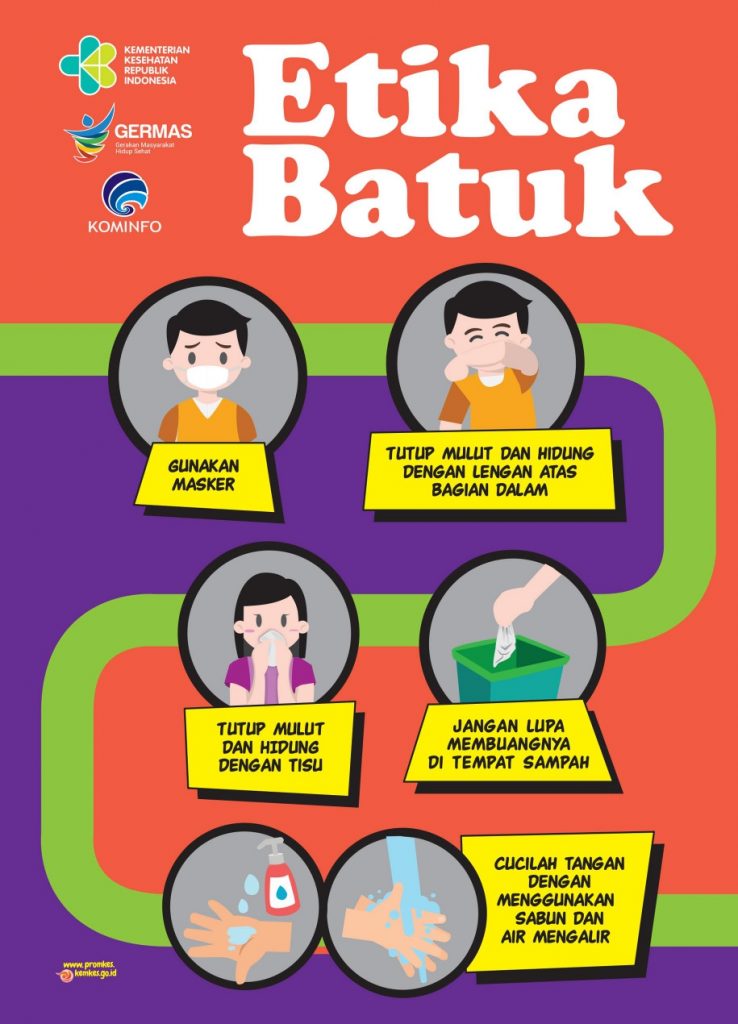 KEMENTERIAN
KESEHATAN
REPUBLIK
INDONESIA
GERMAS
Gerakan Masyarakat
Hidup Sehat
KOMINFO
Etika
Batuk
GUNAKAN
MASKER
TUTUP MULUT DAN HIDUNG
DENGAN LENGAN ATAS
BAGIAN DALAM
TUTUP MULUT
DAN HIDUNG
DENGAN TISU
JANGAN LUPA
MEMBUANGNYA
DI TEMPAT SAMPAH
CUCILAH TANGAN
DENGAN
MENGGUNAKAN
SABUN DAN
AIR MENGALIR
www.promkes.
kemkes.go.id